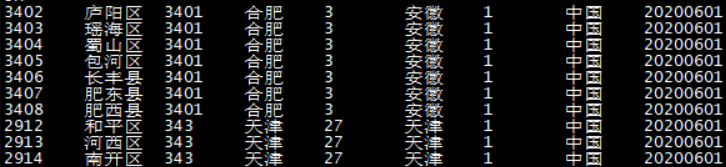 3402 庐阳区 3401 合肥 3 安徽 1 中国 20200601
3403 瑶海区 3401 合肥 3 安徽 1 中国 20200601
3404 蜀山区 3401 合肥 3 安徽 1 中国 20200601
3405 包河区 3401 合肥 3 安徽 1 中国 20200601
3406 长丰县 3401 合肥 3 安徽 1 中国 20200601
3407 肥东县 3401 合肥 3 安徽 1 中国 20200601
3408 肥西县 3401 合肥 3 安徽 1 中国 20200601
2912 和平区 343 天津 27 天津 1 中国 20200601
2913 河西区 343 天津 27 天津 1 中国 20200601
2914 南开区 343 天津 27 天津 1 中国 20200601